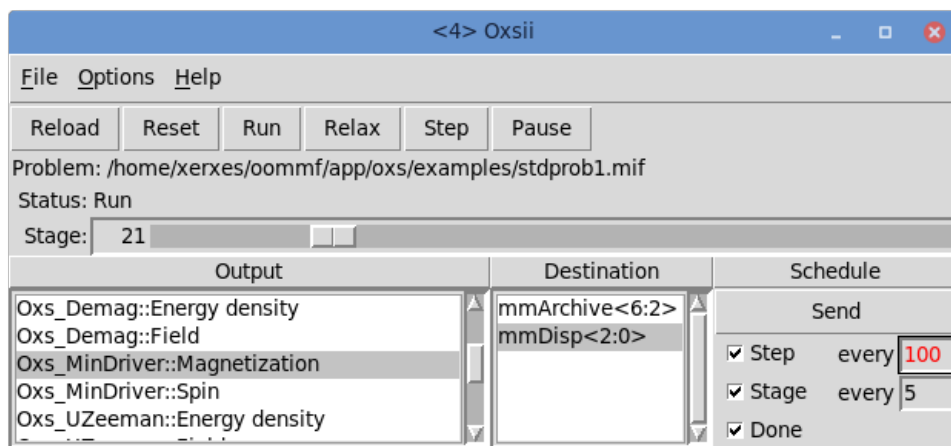 <4> Oxsii
File Options Help
Reload Reset Run Relax Step Pause
Problem: /home/xerxes/oommf/app/oxs/examples/stdprob1.mif
Status: Run
Stage: 21
Output Destination Schedule
Oxs_Demag::Energy density mmArchive<6:2> Send
Oxs_Demag::Field mmDisp<2:0>
Oxs_MinDriver::Magnetization Step every 100
Oxs_MinDriver::Spin Stage every 5
Oxs_UZeeman::Energy density Done